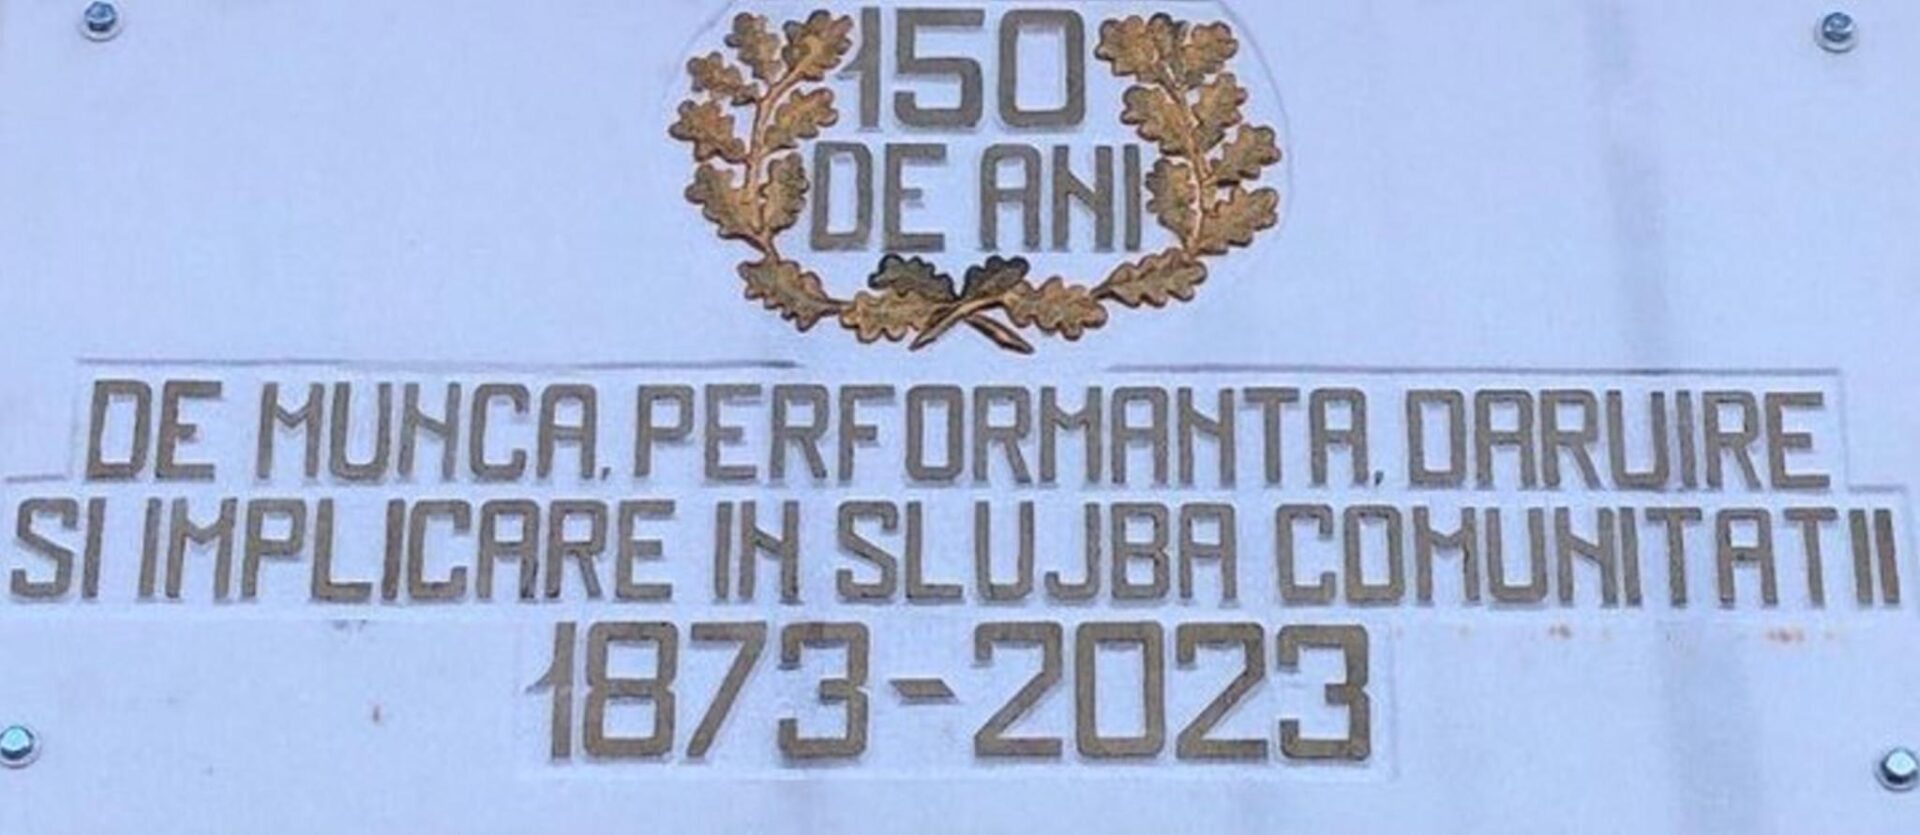 150
DE ANI
DE MUNCA, PERFORMANTA, DARUIRE
SI IMPLICARE IN SLUJBA COMUNITATII
1873-2023